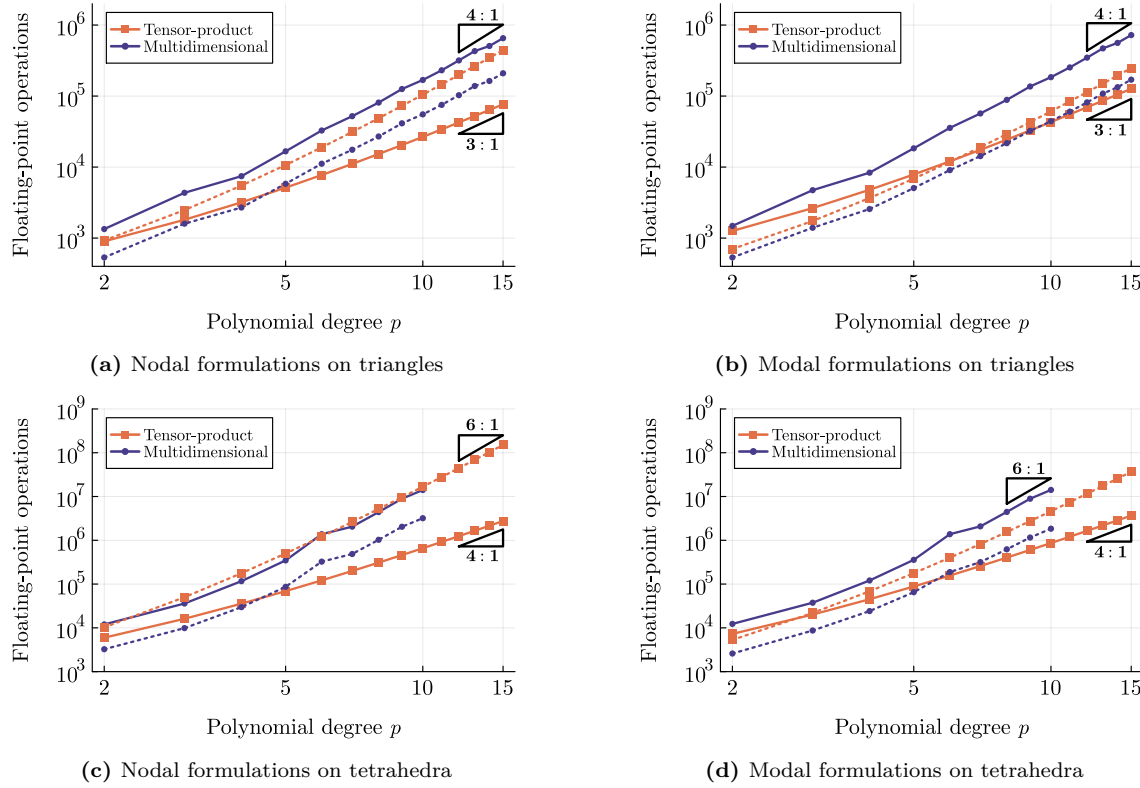 Floating-point operations
10^6
10^5
10^4
10^3
Tensor-product
Multidimensional
4 : 1
3 : 1
2
5
10
15
Polynomial degree p
(a) Nodal formulations on triangles
Floating-point operations
10^6
10^5
10^4
10^3
Tensor-product
Multidimensional
4 : 1
3 : 1
2
5
10
15
Polynomial degree p
(b) Modal formulations on triangles
Floating-point operations
10^9
10^8
10^7
10^6
10^5
10^4
10^3
Tensor-product
Multidimensional
6 : 1
4 : 1
2
5
10
15
Polynomial degree p
(c) Nodal formulations on tetrahedra
Floating-point operations
10^9
10^8
10^7
10^6
10^5
10^4
10^3
Tensor-product
Multidimensional
6 : 1
4 : 1
2
5
10
15
Polynomial degree p
(d) Modal formulations on tetrahedra